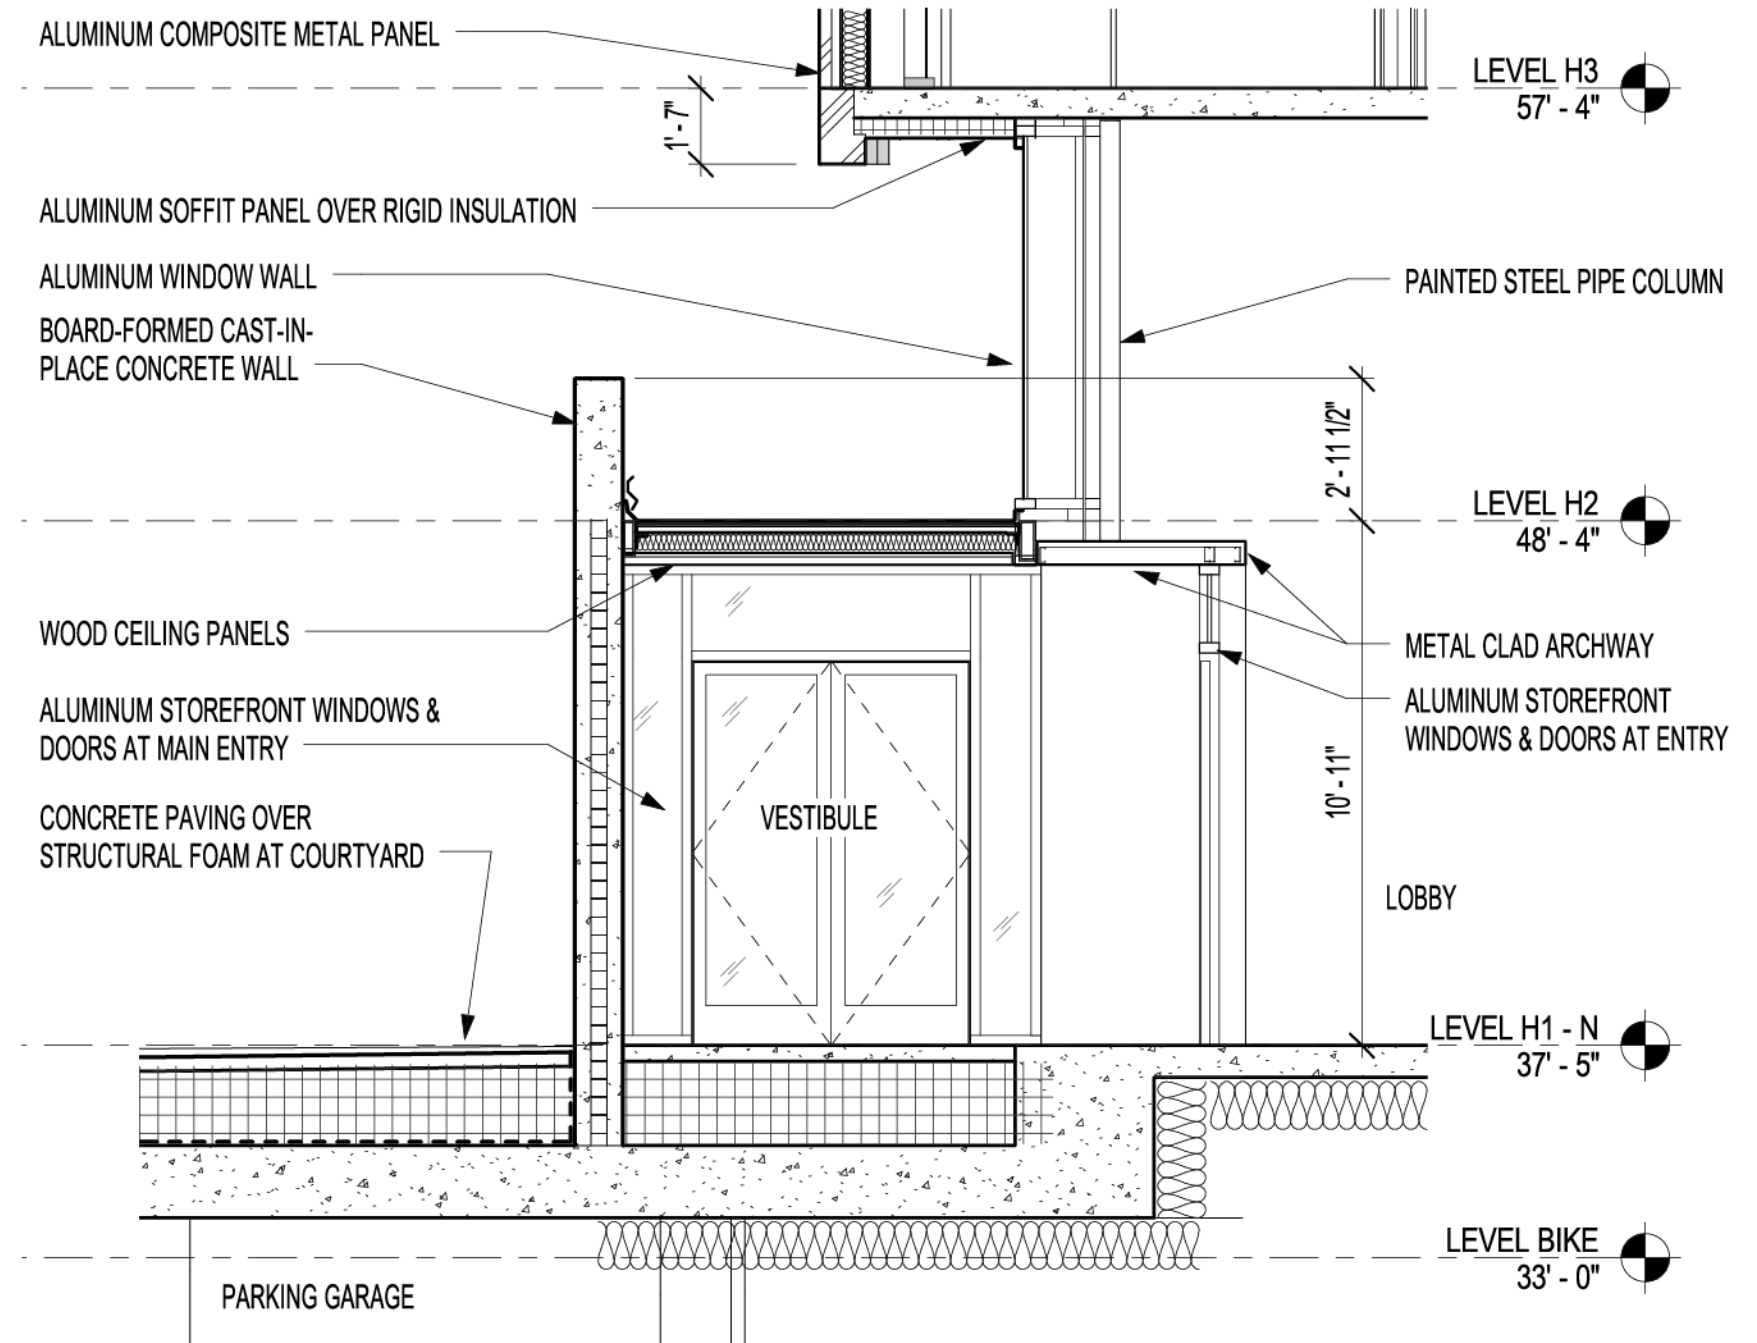 ALUMINUM COMPOSITE METAL PANEL
LEVEL H3
57' - 4"
1' - 7"
ALUMINUM SOFFIT PANEL OVER RIGID INSULATION
ALUMINUM WINDOW WALL
PAINTED STEEL PIPE COLUMN
BOARD-FORMED CAST-IN-
PLACE CONCRETE WALL
2' - 11 1/2"
LEVEL H2
48' - 4"
WOOD CEILING PANELS
METAL CLAD ARCHWAY
ALUMINUM STOREFRONT WINDOWS &
DOORS AT MAIN ENTRY
ALUMINUM STOREFRONT
WINDOWS & DOORS AT ENTRY
10' - 11"
VESTIBULE
CONCRETE PAVING OVER
STRUCTURAL FOAM AT COURTYARD
LOBBY
LEVEL H1 - N
37' - 5"
LEVEL BIKE
33' - 0"
PARKING GARAGE